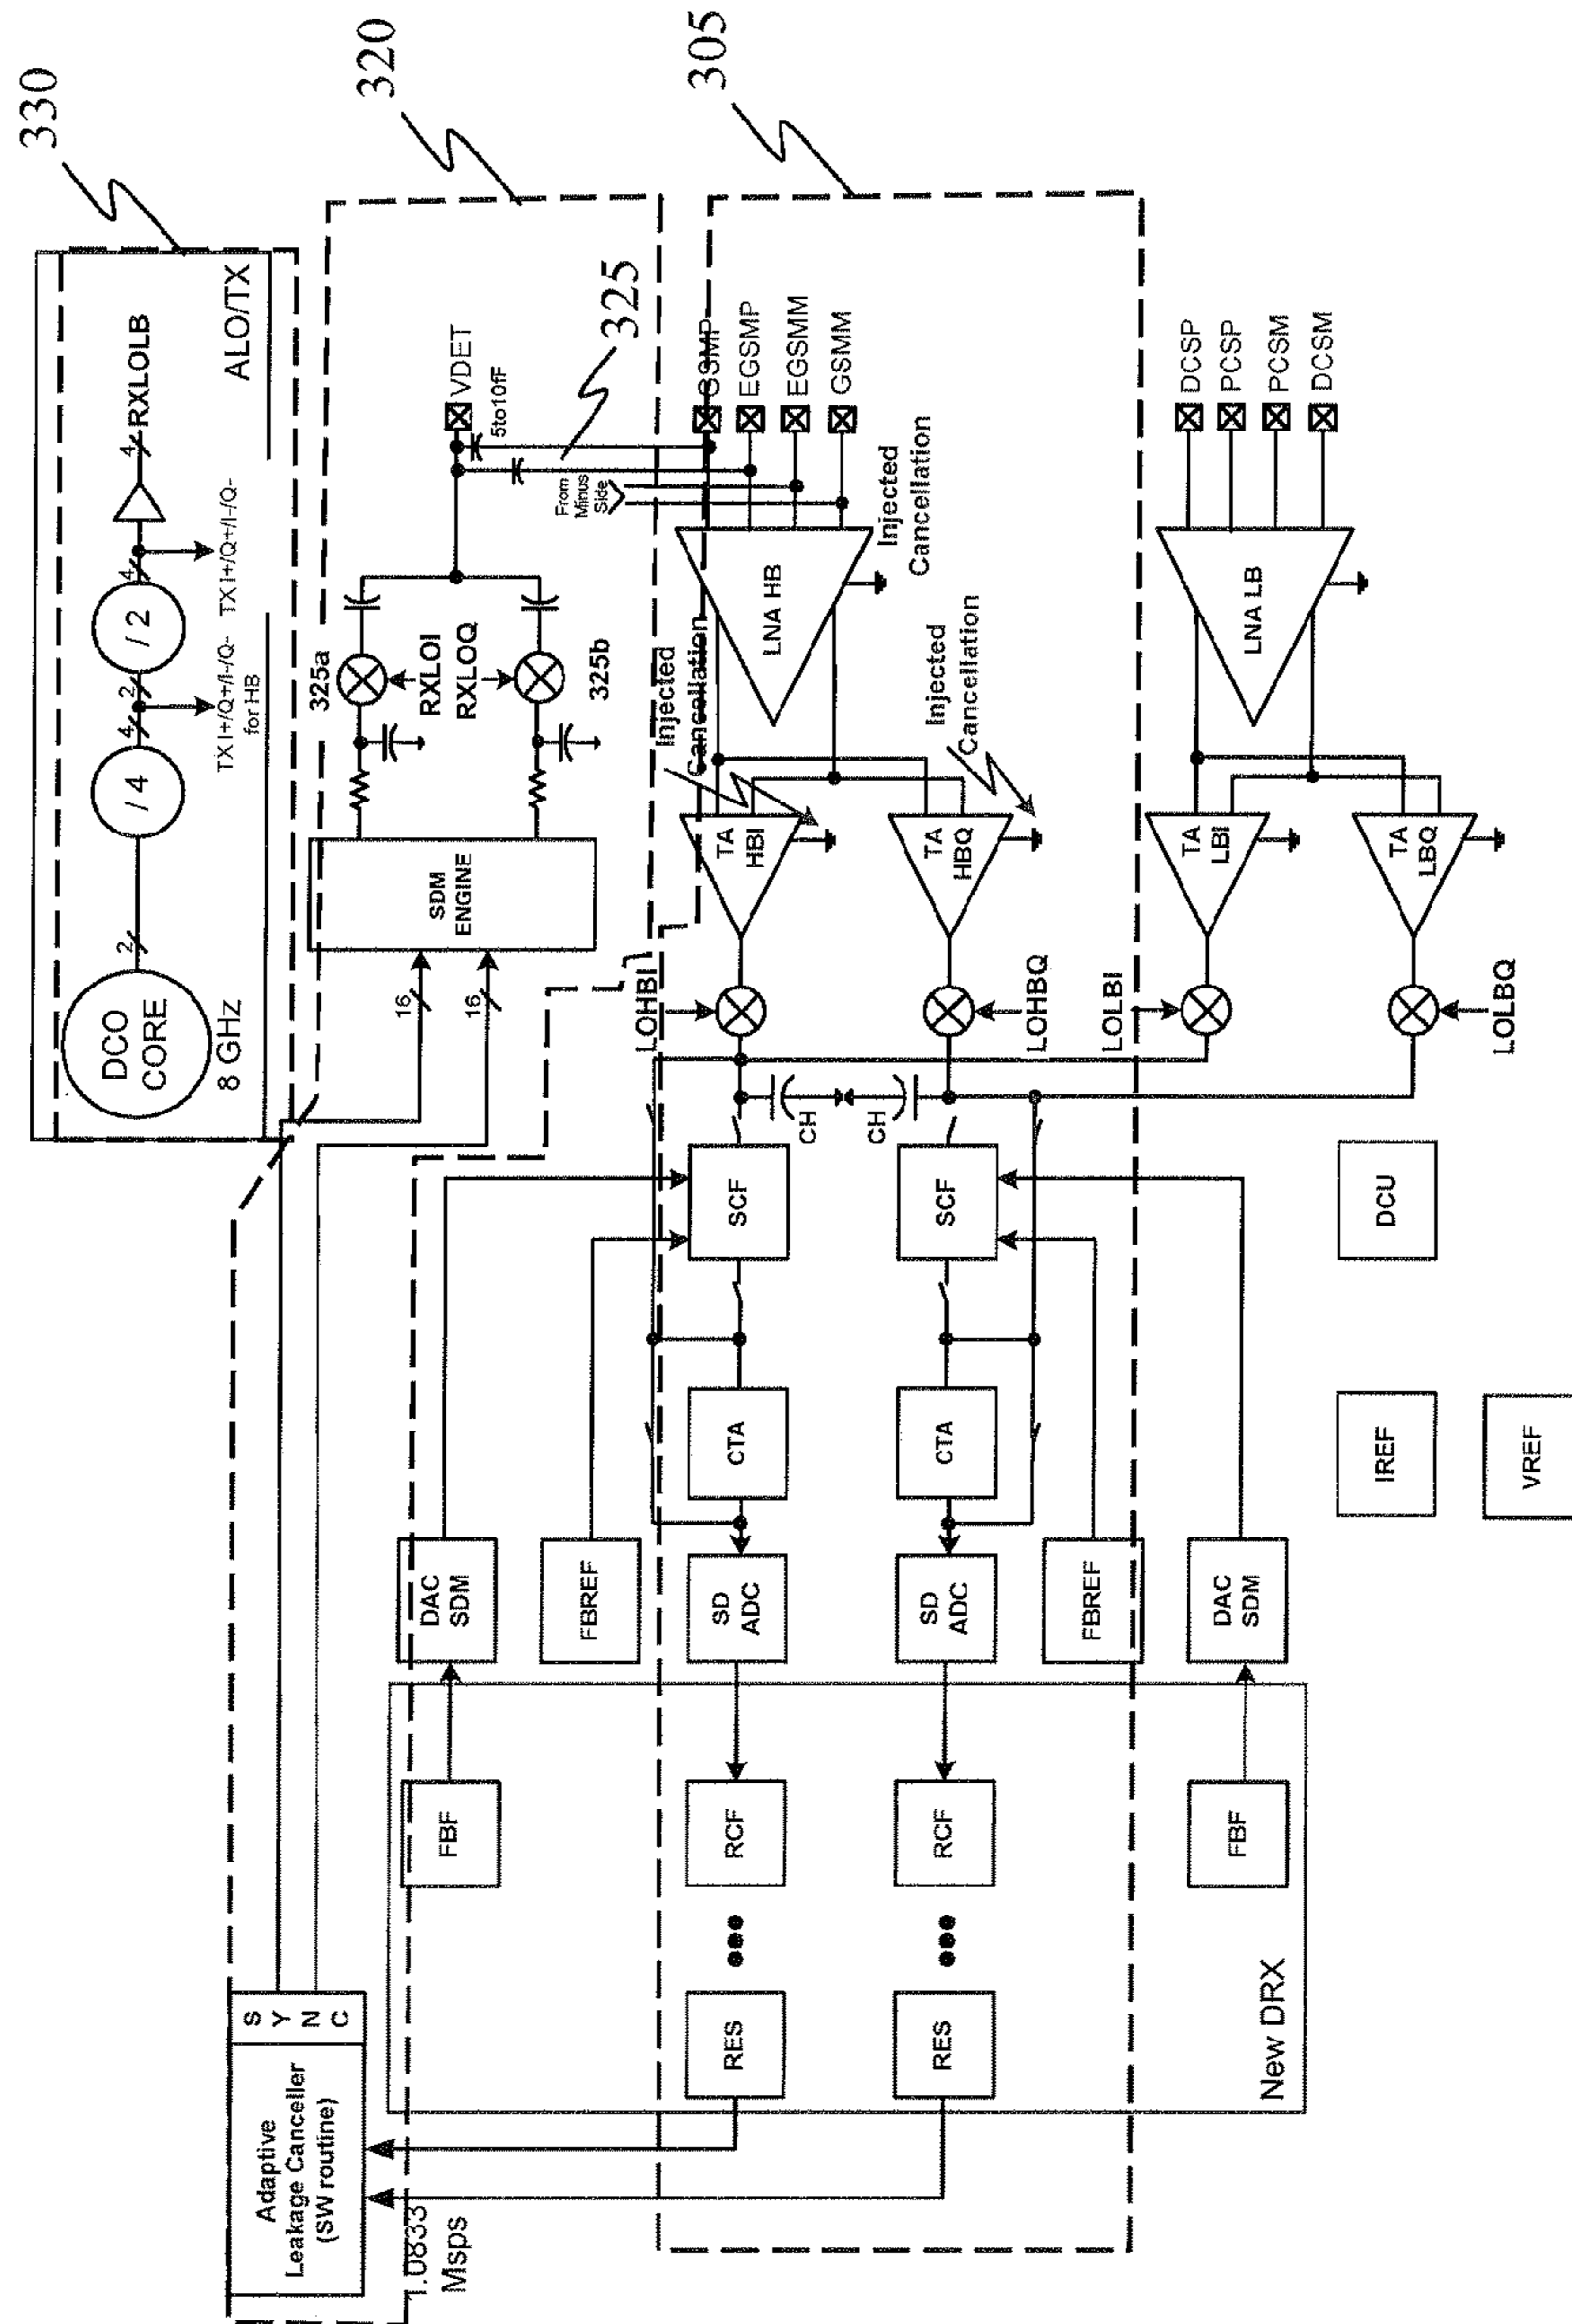 330
320
305
325
ALO/TX
DCO
CORE
8 GHz
2
/ 4
4
2
TX I+/Q+/I-/Q-
for HB
/ 2
4
TX I+/Q+/I-/Q-
4
RXLOLB
Adaptive
Leakage Canceller
(SW routine)
S
Y
N
C
1.0833
Msps
16
16
SDM
ENGINE
325a
RXLOI
RXLOQ
325b
VDET
5to10fF
From
Minus
Side
GSMP
EGSMP
EGSMM
GSMM
LNA HB
Injected
Cancellation
Injected
Cancellation
Injected
Cancellation
TA
HBI
TA
HBQ
LOHBI
LOHBQ
CH
CH
SCF
SCF
CTA
CTA
SD
ADC
SD
ADC
DAC
SDM
FBREF
FBREF
DAC
SDM
FBF
RCF
RCF
FBF
RES
RES
New DRX
DCSP
PCSP
PCSM
DCSM
LNA LB
TA
LBI
TA
LBQ
LOLBI
LOLBQ
DCU
IREF
VREF